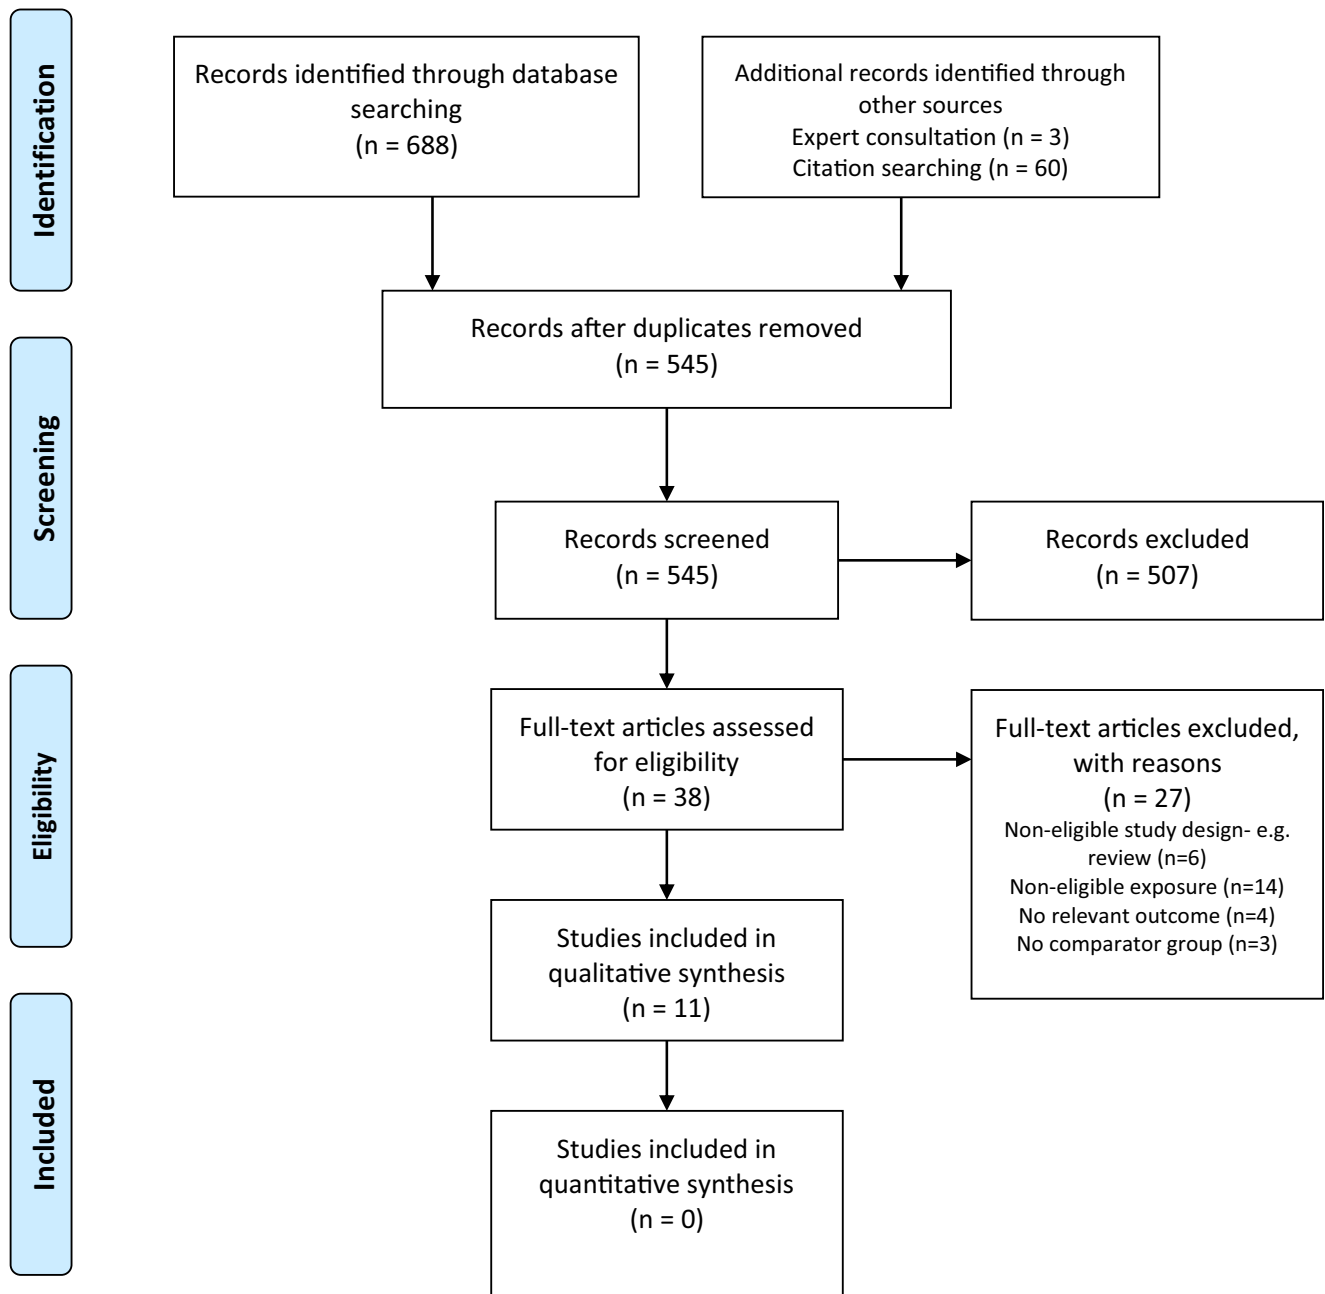 Identification
Records identified through database
searching
(n = 688)
Additional records identified through
other sources
Expert consultation (n = 3)
Citation searching (n = 60)
Records after duplicates removed
(n = 545)
Screening
Records screened
(n = 545)
Records excluded
(n = 507)
Eligibility
Full-text articles assessed
for eligibility
(n = 38)
Full-text articles excluded,
with reasons
(n = 27)
Non-eligible study design- e.g.
review (n=6)
Non-eligible exposure (n=14)
No relevant outcome (n=4)
No comparator group (n=3)
Studies included in
qualitative synthesis
(n = 11)
Included
Studies included in
quantitative synthesis
(n = 0)